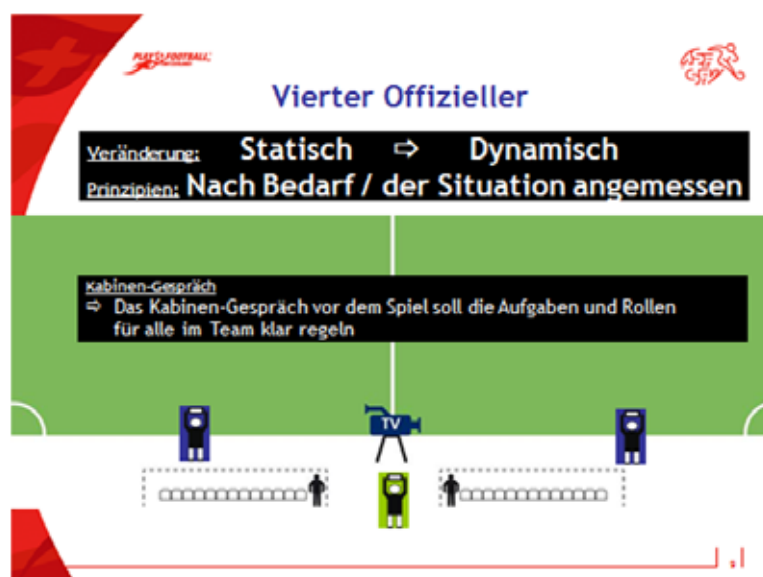 PLAY FOOTBALL
Vierter Offizieller
Veränderung: Statisch ⇨ Dynamisch
Prinzipien: Nach Bedarf / der Situation angemessen
Kabinen-Gespräch
⇨ Das Kabinen-Gespräch vor dem Spiel soll die Aufgaben und Rollen
für alle im Team klar regeln
TV